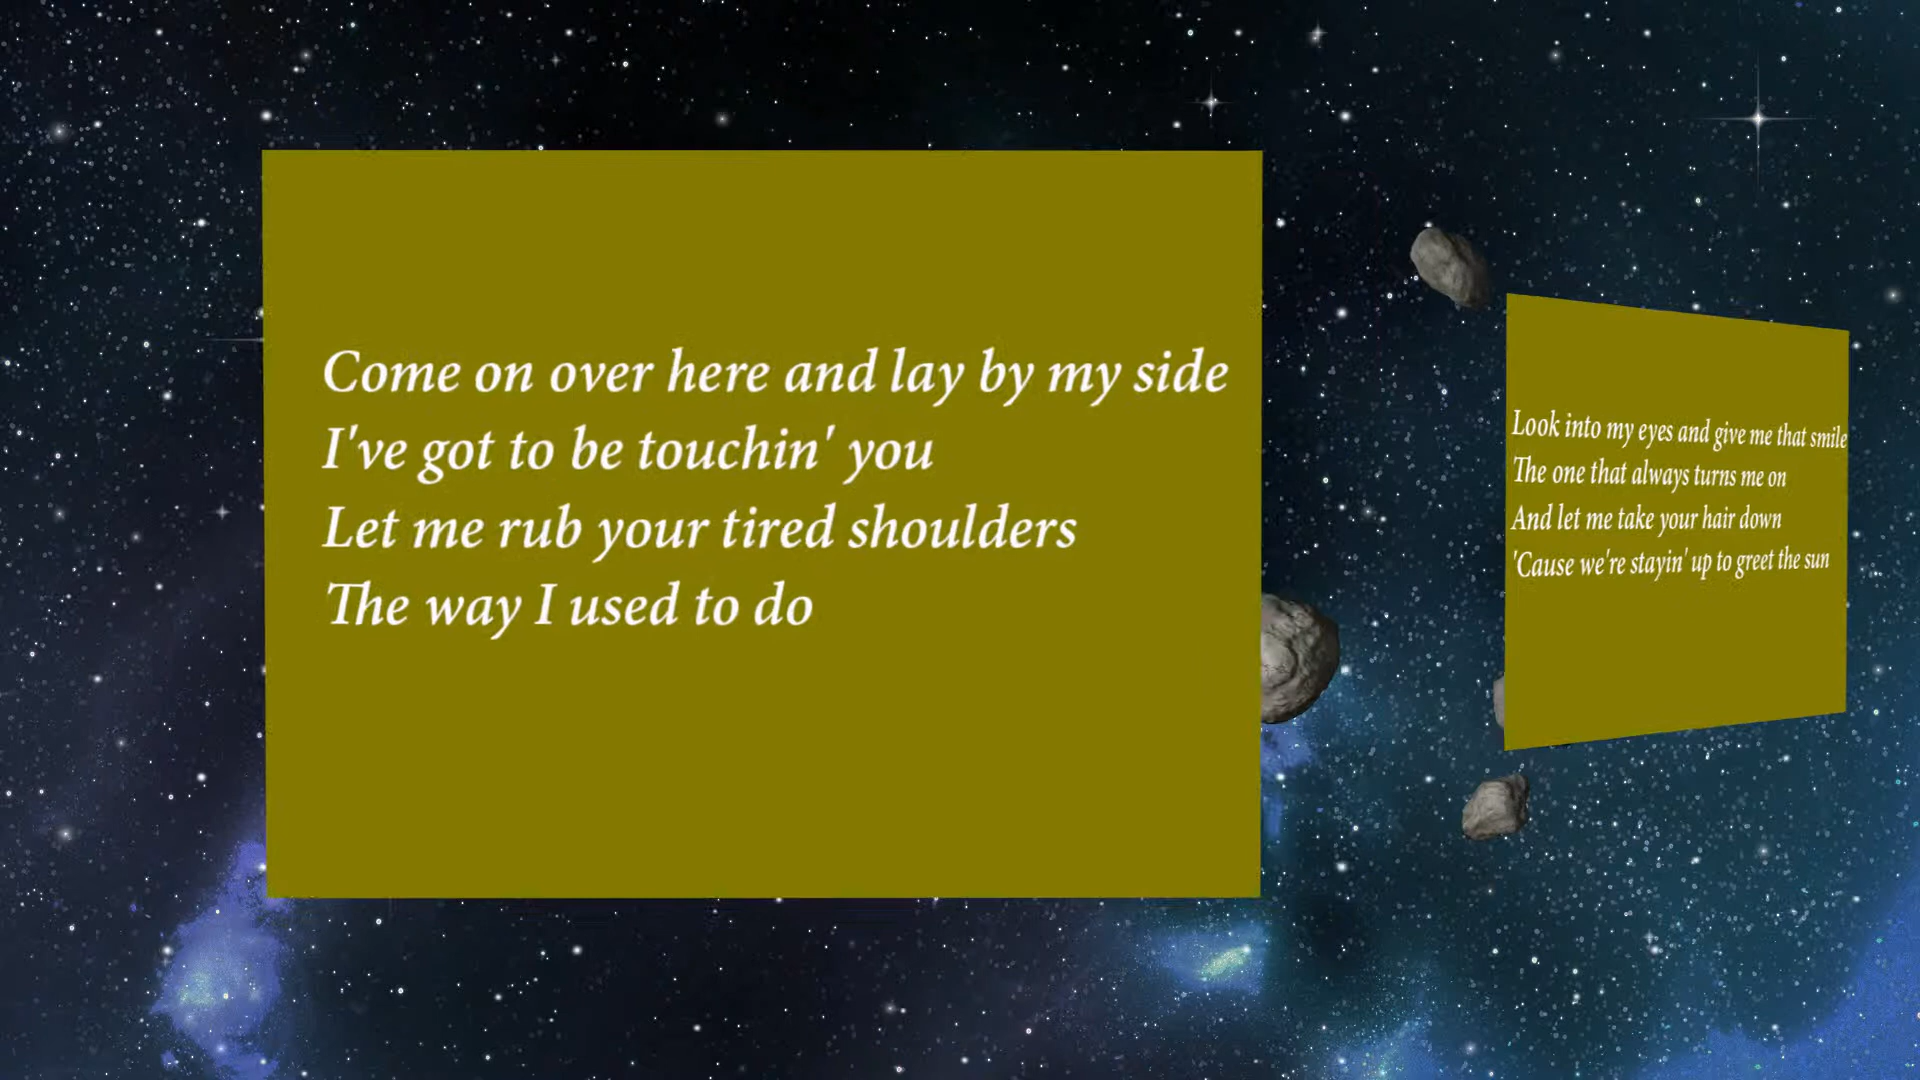 Come on over here and lay by my side
I've got to be touchin' you
Let me rub your tired shoulders
The way I used to do
Look into my eyes and give me that smile
The one that always turns me on
And let me take your hair down
'Cause we're stayin' up to greet the sun